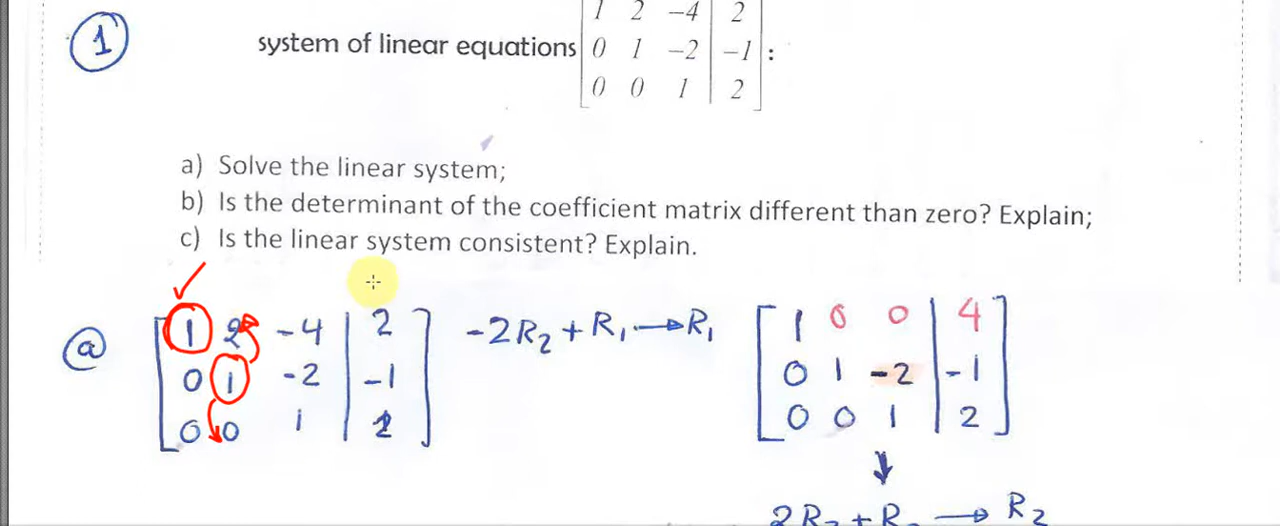 1
1 2 -4 | 2
system of linear equations 0 1 -2 | -1 :
0 0 1 | 2
a) Solve the linear system;
b) Is the determinant of the coefficient matrix different than zero? Explain;
c) Is the linear system consistent? Explain.
a
1 2 -4 | 2 -2R₂ + R₁ → R₁ 1 0 0 | 4
0 1 -2 | -1 0 1 -2 | -1
0 0 1 | 2 0 0 1 | 2
2R + R → R₂